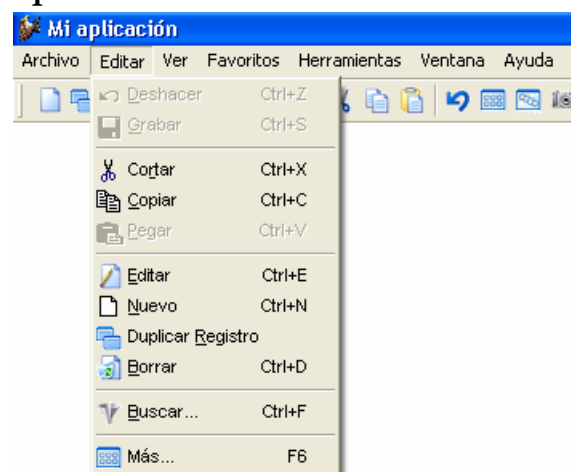 Mi aplicación
Archivo Editar Ver Favoritos Herramientas Ventana Ayuda
Deshacer Ctrl+Z
Grabar Ctrl+S
Cortar Ctrl+X
Copiar Ctrl+C
Pegar Ctrl+V
Editar Ctrl+E
Nuevo Ctrl+N
Duplicar Registro
Borrar Ctrl+D
Buscar... Ctrl+F
Más... F6